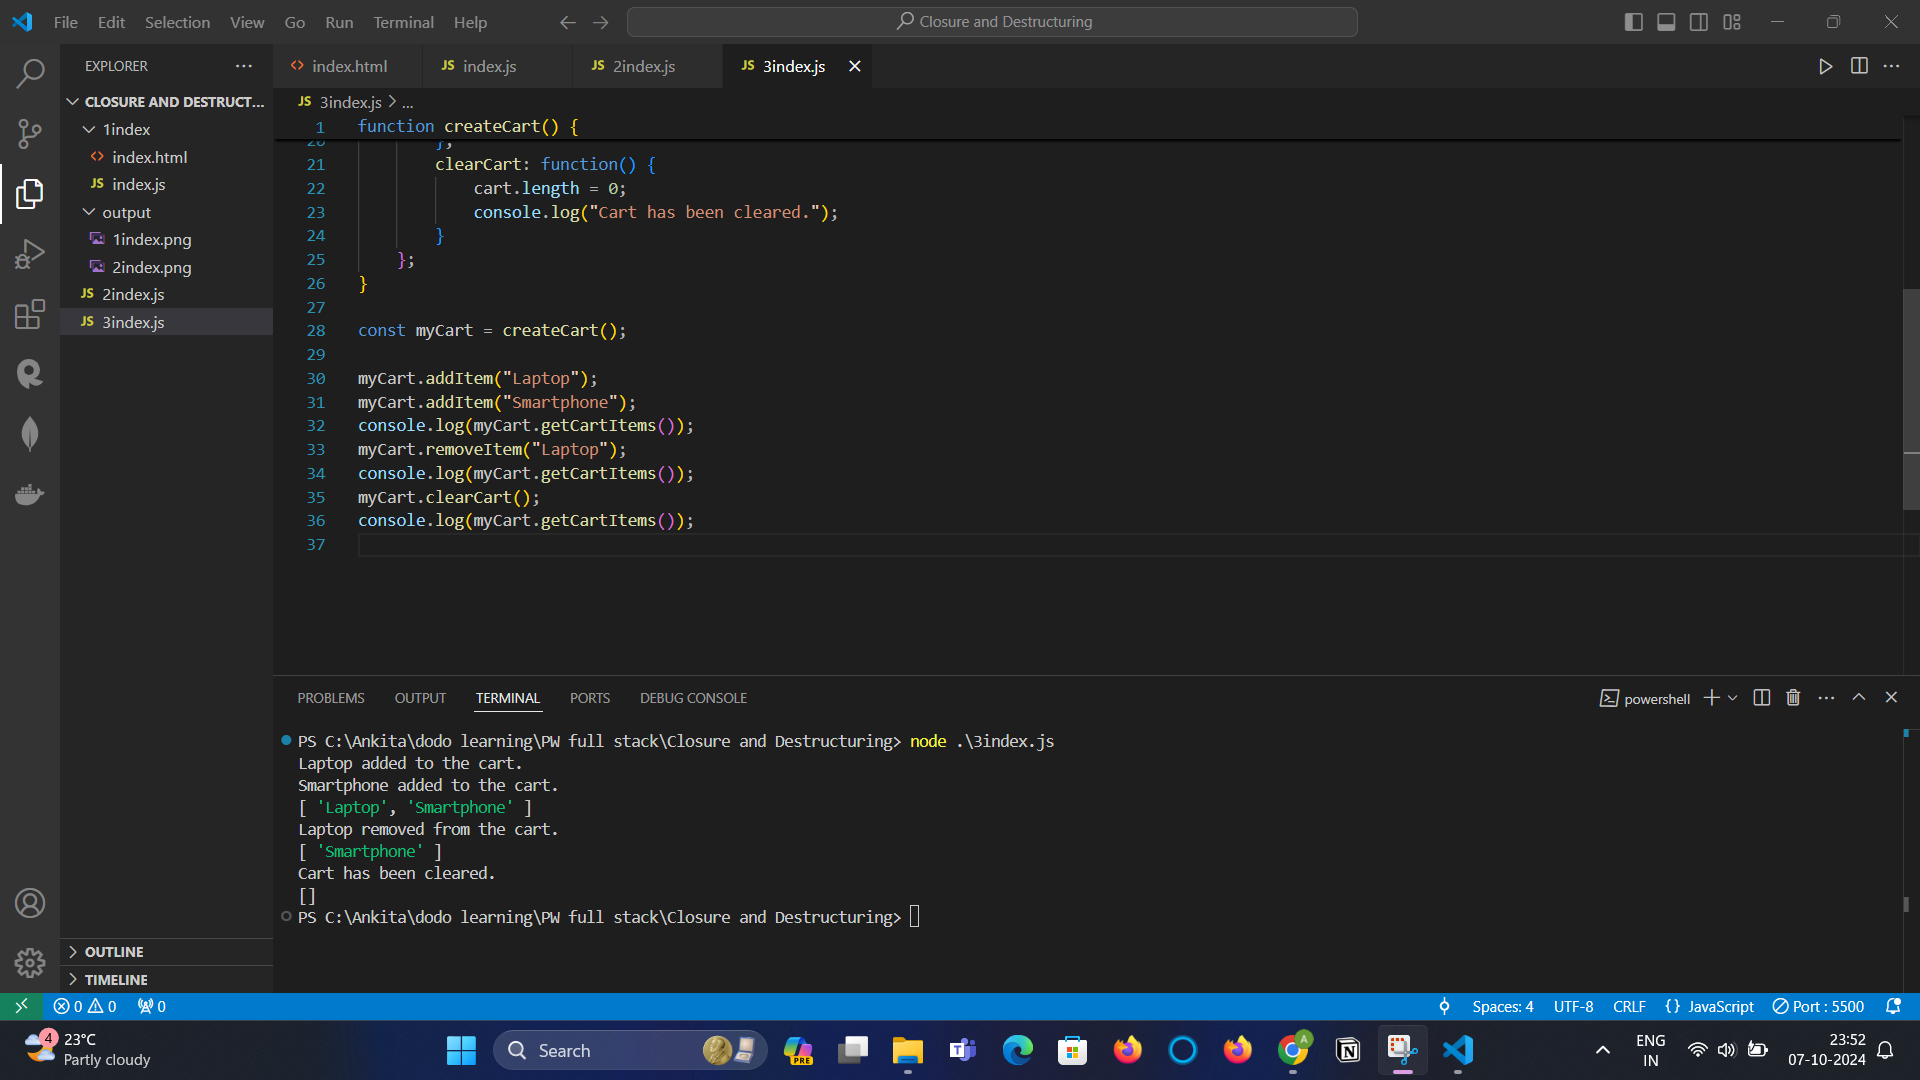 File Edit Selection View Go Run Terminal Help
Closure and Destructuring
EXPLORER
index.html
JS index.js
JS 2index.js
JS 3index.js
CLOSURE AND DESTRUCT...
1index
index.html
JS index.js
output
1index.png
2index.png
JS 2index.js
JS 3index.js
OUTLINE
TIMELINE
JS 3index.js > ...
1 function createCart() {
20 },
21 clearCart: function() {
22 cart.length = 0;
23 console.log("Cart has been cleared.");
24 }
25 };
26 }
27
28 const myCart = createCart();
29
30 myCart.addItem("Laptop");
31 myCart.addItem("Smartphone");
32 console.log(myCart.getCartItems());
33 myCart.removeItem("Laptop");
34 console.log(myCart.getCartItems());
35 myCart.clearCart();
36 console.log(myCart.getCartItems());
37
PROBLEMS OUTPUT TERMINAL PORTS DEBUG CONSOLE
powershell
PS C:\Ankita\dodo learning\PW full stack\Closure and Destructuring> node .\3index.js
Laptop added to the cart.
Smartphone added to the cart.
[ 'Laptop', 'Smartphone' ]
Laptop removed from the cart.
[ 'Smartphone' ]
Cart has been cleared.
[]
PS C:\Ankita\dodo learning\PW full stack\Closure and Destructuring>
0 0 0
Spaces: 4 UTF-8 CRLF {} JavaScript Port : 5500
4
23°C
Partly cloudy
Search
PRE
A
ENG
IN
23:52
07-10-2024